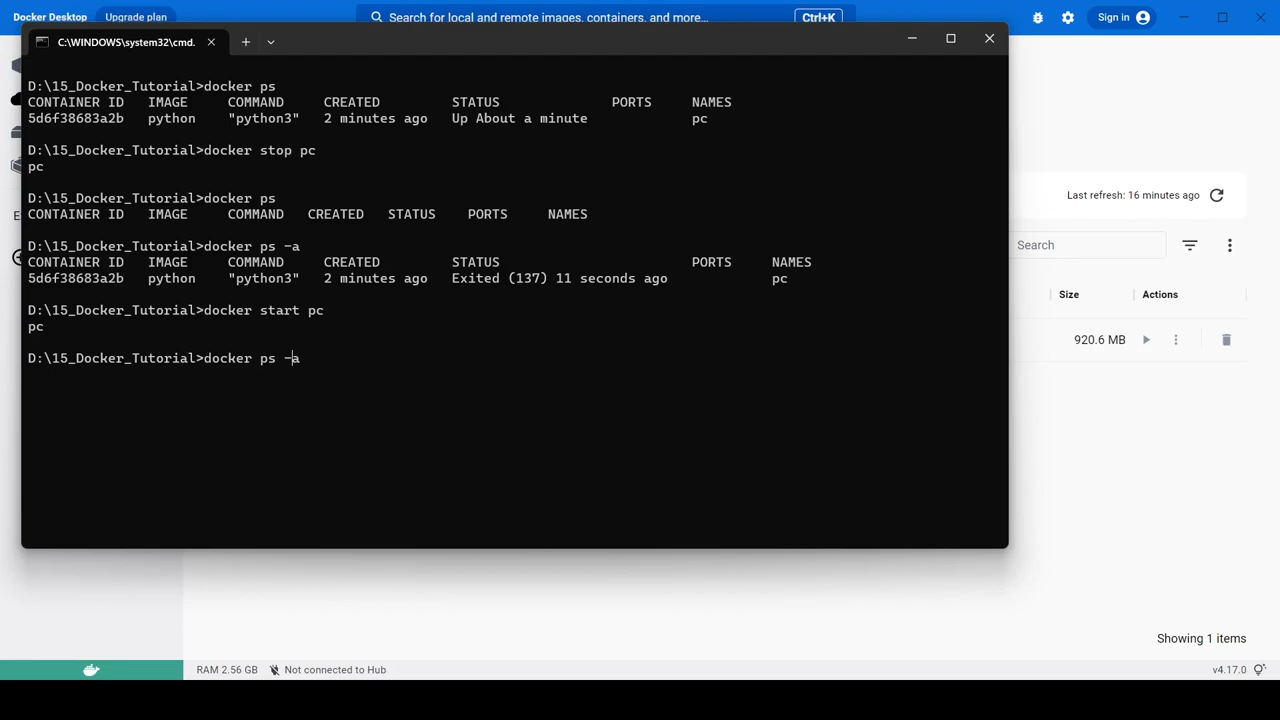 Docker Desktop
Upgrade plan
Search for local and remote images, containers, and more…
Ctrl+K
Sign in
C:\WINDOWS\system32\cmd.
D:\15_Docker_Tutorial>docker ps
CONTAINER ID IMAGE COMMAND CREATED STATUS PORTS NAMES
5d6f38683a2b python "python3" 2 minutes ago Up About a minute pc
D:\15_Docker_Tutorial>docker stop pc
pc
D:\15_Docker_Tutorial>docker ps
CONTAINER ID IMAGE COMMAND CREATED STATUS PORTS NAMES
D:\15_Docker_Tutorial>docker ps -a
CONTAINER ID IMAGE COMMAND CREATED STATUS PORTS NAMES
5d6f38683a2b python "python3" 2 minutes ago Exited (137) 11 seconds ago pc
D:\15_Docker_Tutorial>docker start pc
pc
D:\15_Docker_Tutorial>docker ps -a
Last refresh: 16 minutes ago
Search
Size Actions
920.6 MB
Showing 1 items
RAM 2.56 GB Not connected to Hub v4.17.0